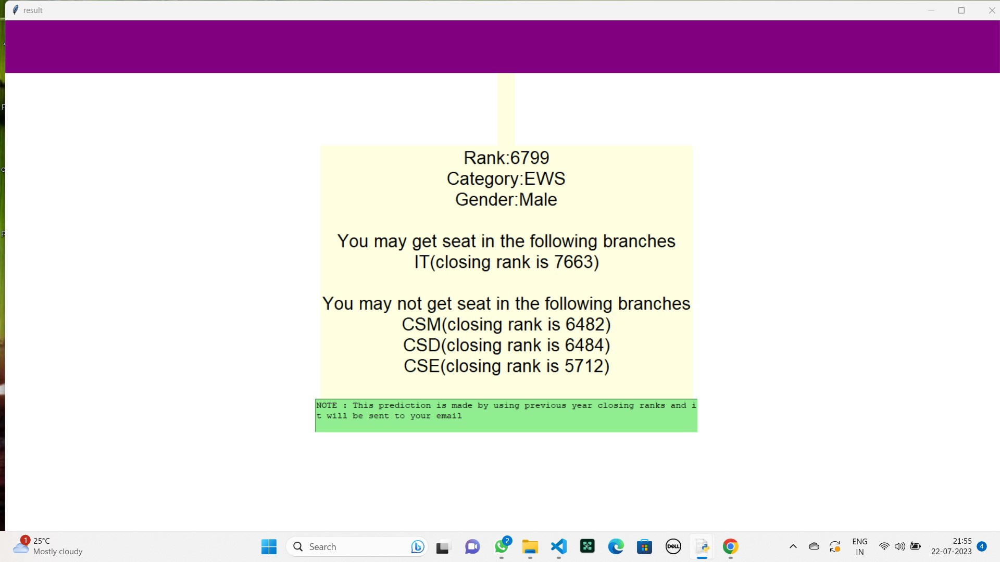 result
Rank:6799
Category:EWS
Gender:Male
You may get seat in the following branches
IT(closing rank is 7663)
You may not get seat in the following branches
CSM(closing rank is 6482)
CSD(closing rank is 6484)
CSE(closing rank is 5712)
NOTE : This prediction is made by using previous year closing ranks and i
t will be sent to your email
1
25°C
Mostly cloudy
Search
2
DELL
ENG
IN
21:55
22-07-2023
4